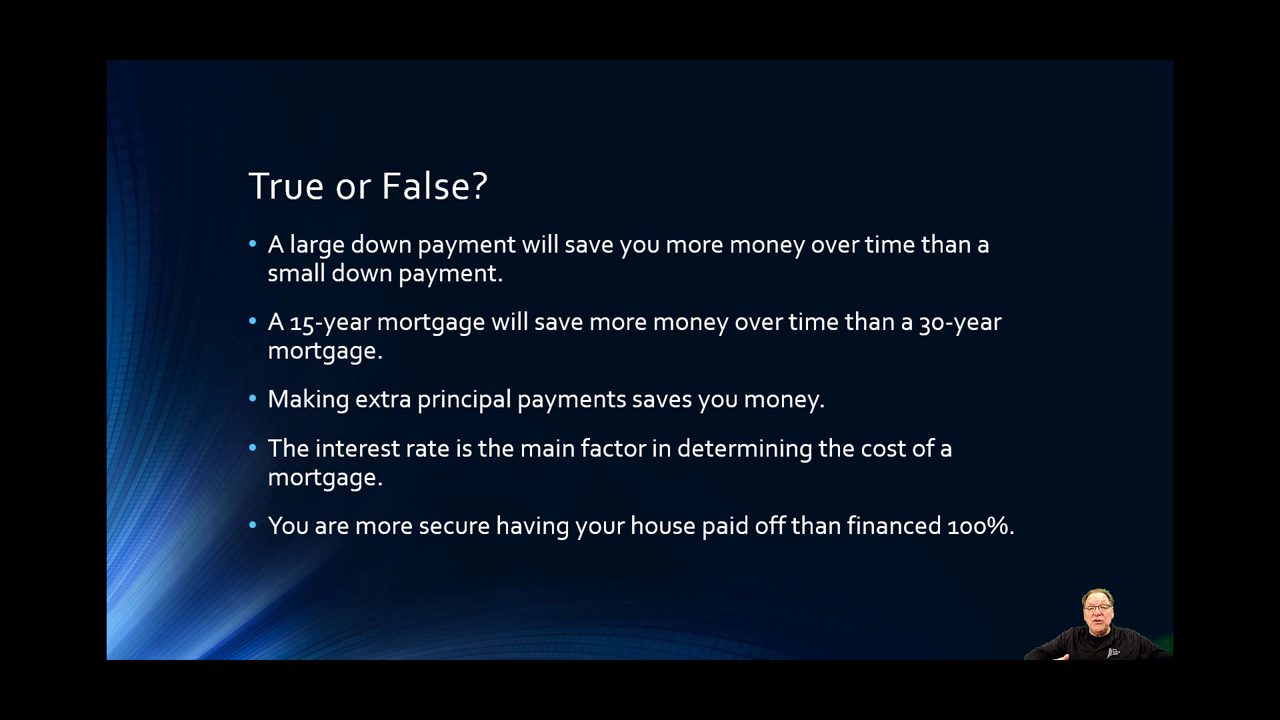 True or False?
• A large down payment will save you more money over time than a
small down payment.
• A 15-year mortgage will save more money over time than a 30-year
mortgage.
• Making extra principal payments saves you money.
• The interest rate is the main factor in determining the cost of a
mortgage.
• You are more secure having your house paid off than financed 100%.